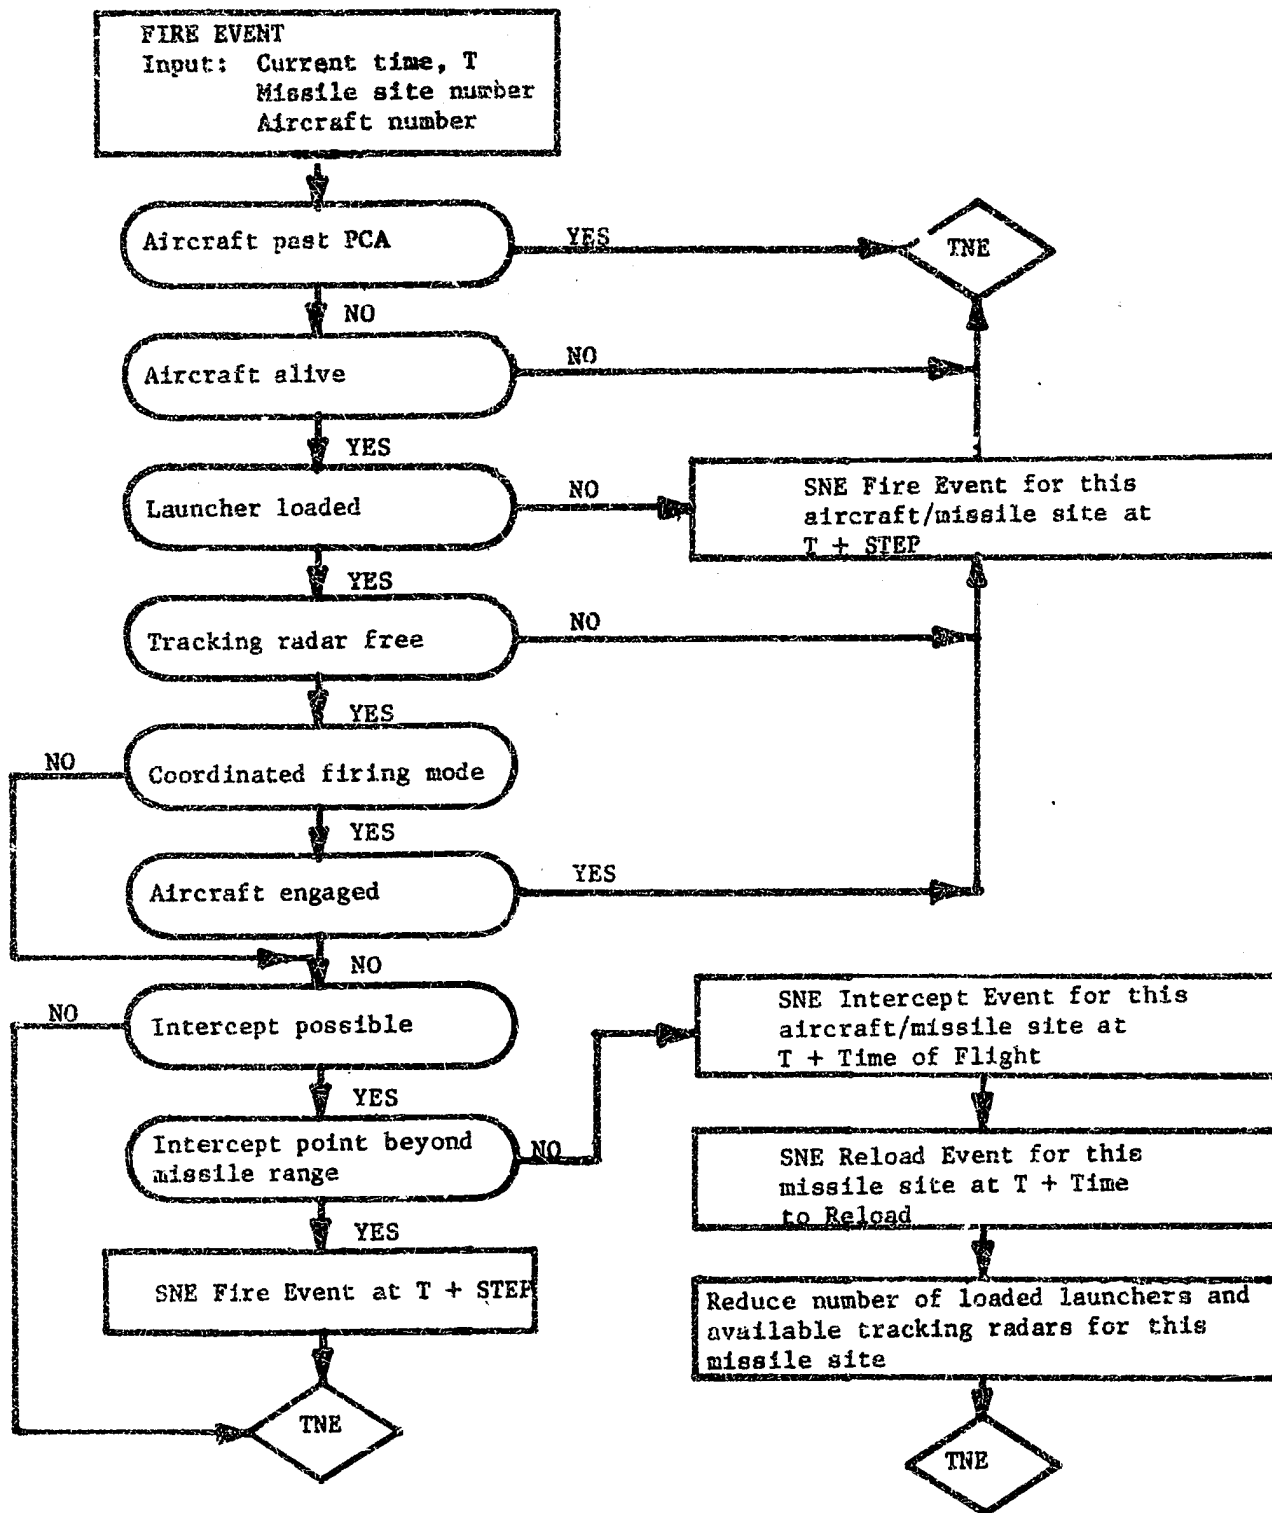 FIRE EVENT
Input: Current time, T
Missile site number
Aircraft number
Aircraft past PCA
YES
TNE
NO
Aircraft alive
NO
YES
Launcher loaded
NO
SNE Fire Event for this
aircraft/missile site at
T + STEP
YES
Tracking radar free
NO
YES
NO
Coordinated firing mode
YES
Aircraft engaged
YES
NO
NO
Intercept possible
SNE Intercept Event for this
aircraft/missile site at
T + Time of Flight
YES
Intercept point beyond
missile range
NO
SNE Reload Event for this
missile site at T + Time
to Reload
YES
SNE Fire Event at T + STEP
Reduce number of loaded launchers and
available tracking radars for this
missile site
TNE
TNE